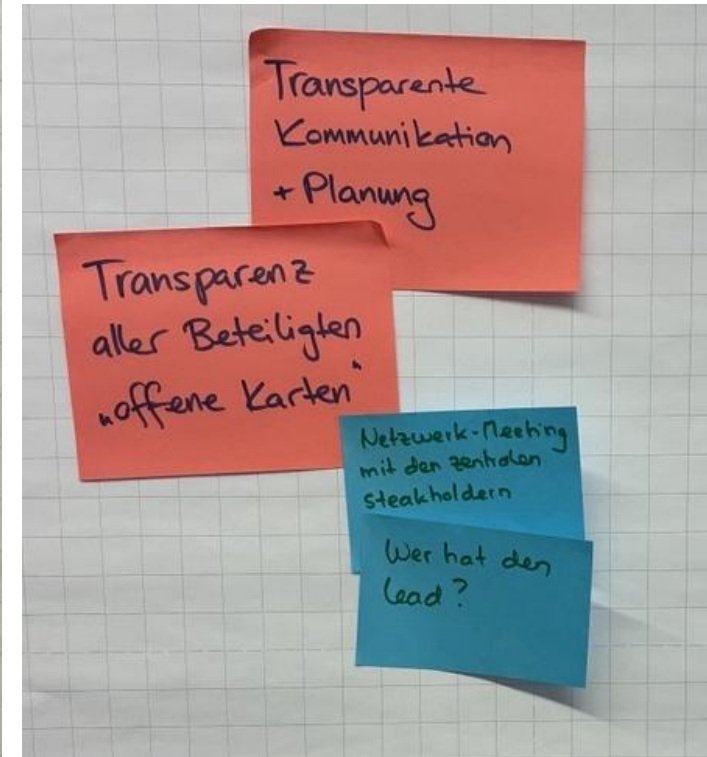 Transparente
Kommunikation
+ Planung
Transparenz
aller Beteiligten
„offene Karten“
Netzwerk-Meeting
mit den zentralen
steakholdern
Wer hat den
Lead?